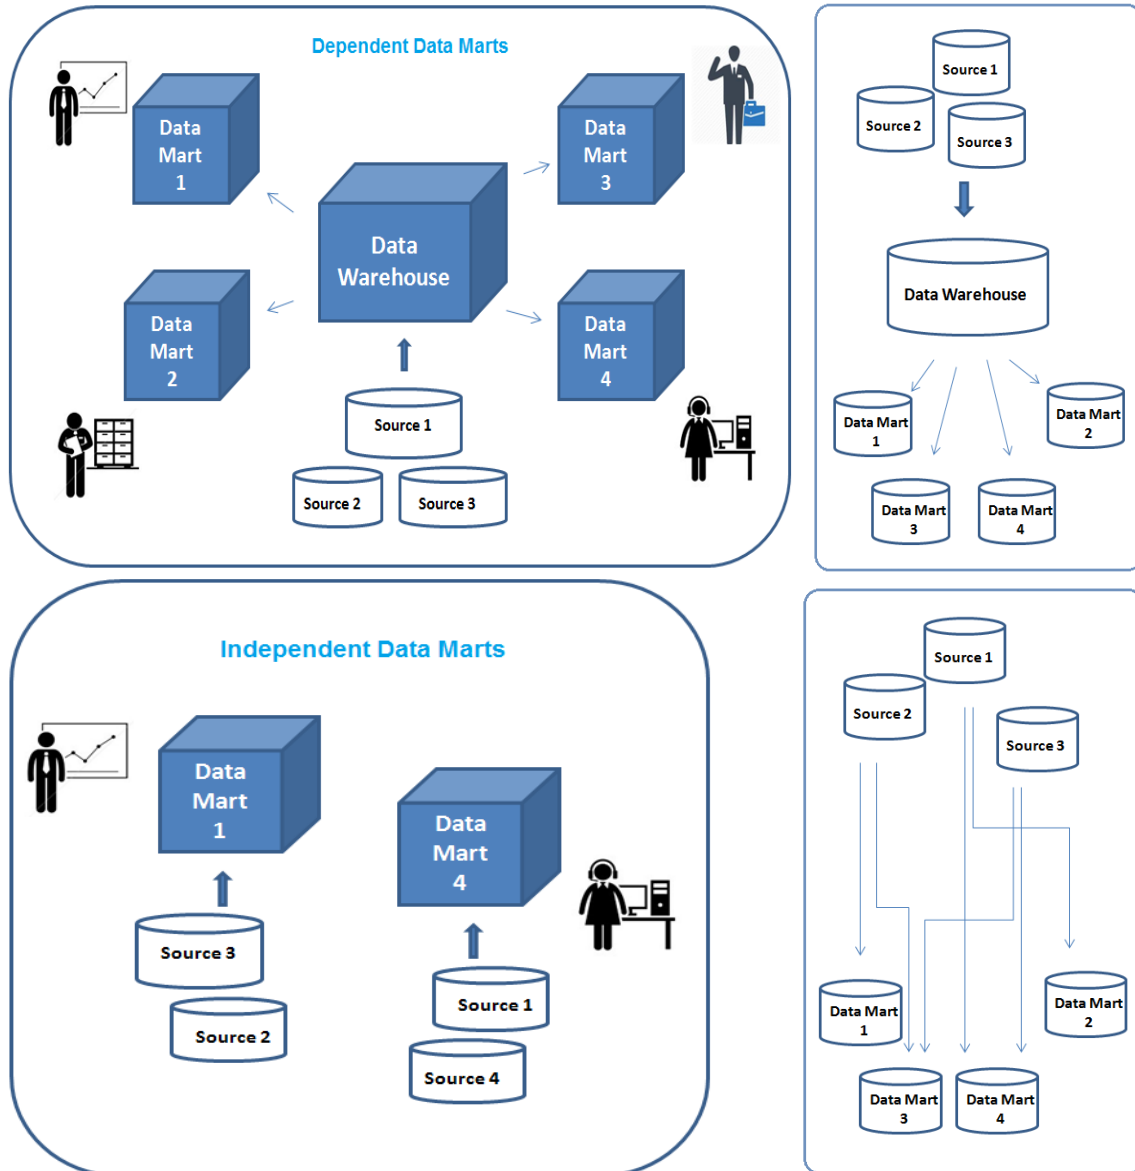 Dependent Data Marts
Data
Mart
1
Data
Mart
3
Data
Warehouse
Data
Mart
2
Data
Mart
4
Source 1
Source 2
Source 3
Source 1
Source 2
Source 3
Data Warehouse
Data Mart
1
Data Mart
2
Data Mart
3
Data Mart
4
Independent Data Marts
Data
Mart
1
Data
Mart
4
Source 3
Source 2
Source 1
Source 4
Source 1
Source 2
Source 3
Data Mart
1
Data Mart
2
Data Mart
3
Data Mart
4